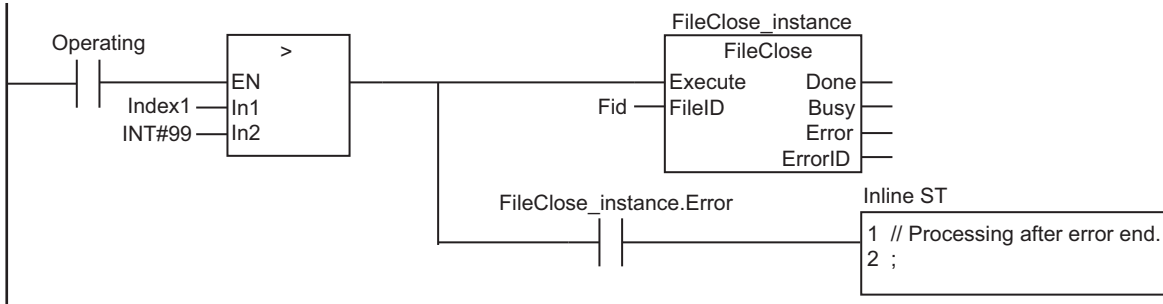 FileClose_instance
Operating
>
FileClose
EN
Execute
Done
Index1
In1
Fid
FileID
Busy
INT#99
In2
Error
ErrorID
FileClose_instance.Error
Inline ST
1 // Processing after error end.
2 ;